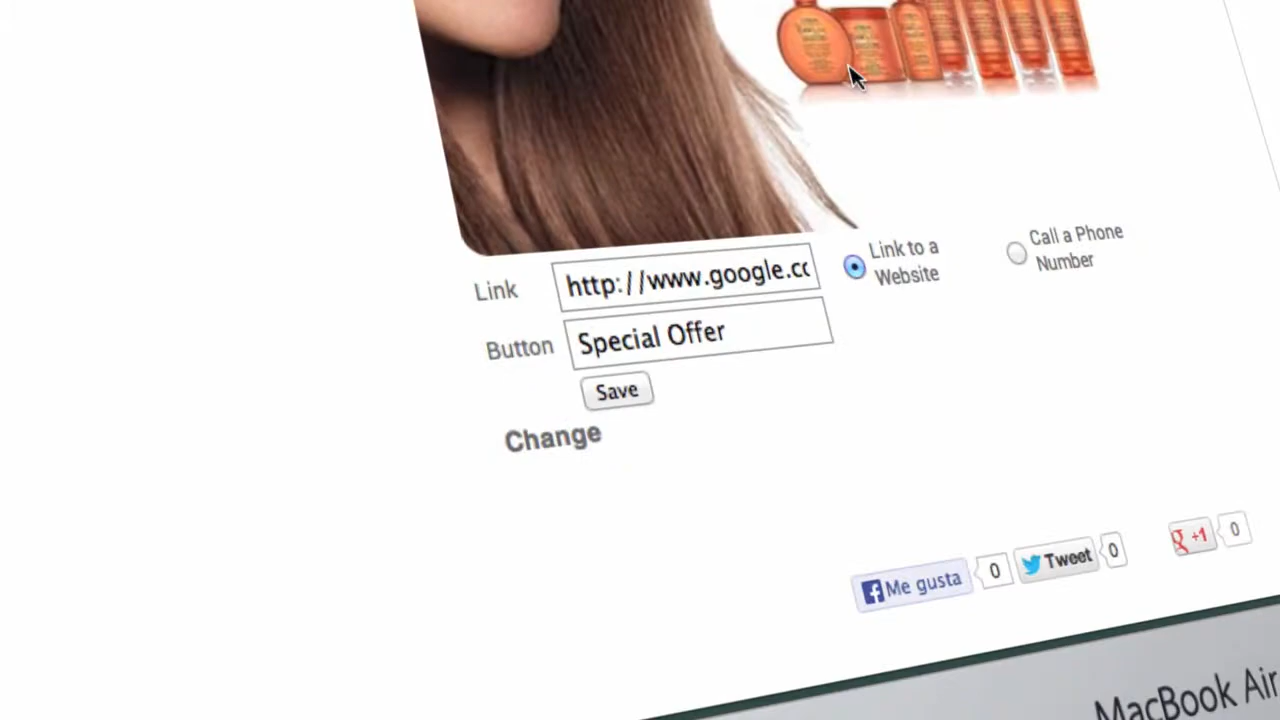 Link
http://www.google.cc
Link to a
Website
Call a Phone
Number
Button
Special Offer
Save
Change
Me gusta
0
Tweet
0
+1
0
MacBook Air